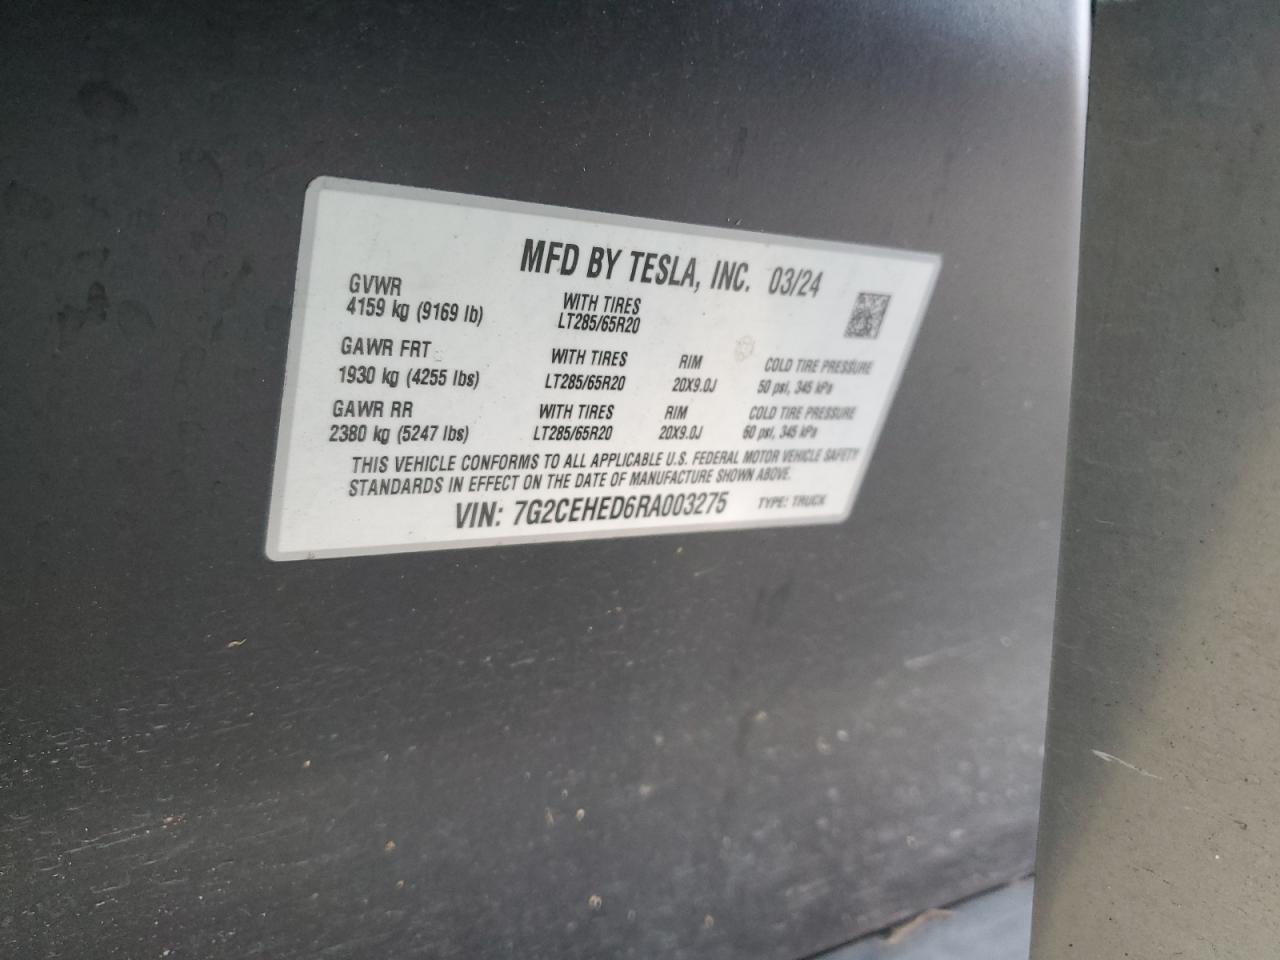 MFD BY TESLA, INC. 03/24
GVWR
4159 kg (9169 lb)
WITH TIRES
LT285/65R20
GAWR FRT
1930 kg (4255 lbs)
WITH TIRES
LT285/65R20
RIM
20X9.0J
COLD TIRE PRESSURE
50 psi, 345 kPa
GAWR RR
2380 kg (5247 lbs)
WITH TIRES
LT285/65R20
RIM
20X9.0J
COLD TIRE PRESSURE
60 psi, 345 kPa
THIS VEHICLE CONFORMS TO ALL APPLICABLE U.S. FEDERAL MOTOR VEHICLE SAFETY
STANDARDS IN EFFECT ON THE DATE OF MANUFACTURE SHOWN ABOVE.
VIN: 7G2CEHED6RA003275 TYPE: TRUCK